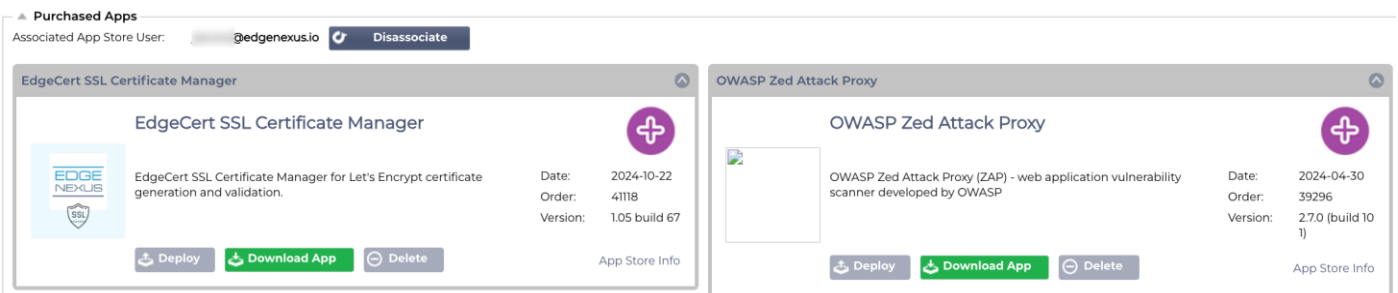 Purchased Apps
Associated App Store User: @edgenexus.io Disassociate
EdgeCert SSL Certificate Manager
EdgeCert SSL Certificate Manager
EDGE
NEXUS
SSL
EdgeCert SSL Certificate Manager for Let's Encrypt certificate
generation and validation.
Date: 2024-10-22
Order: 41118
Version: 1.05 build 67
Deploy Download App Delete App Store Info
OWASP Zed Attack Proxy
OWASP Zed Attack Proxy
OWASP Zed Attack Proxy (ZAP) - web application vulnerability
scanner developed by OWASP
Date: 2024-04-30
Order: 39296
Version: 2.7.0 (build 10
1)
Deploy Download App Delete App Store Info